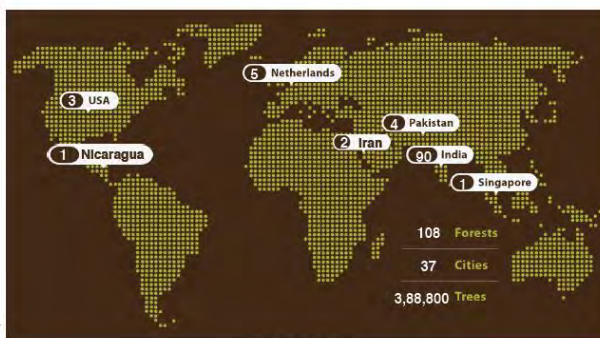 5 Netherlands
3 USA
4 Pakistan
2 Iran
1 Nicaragua
90 India
1 Singapore
108 Forests
37 Cities
3,88,800 Trees